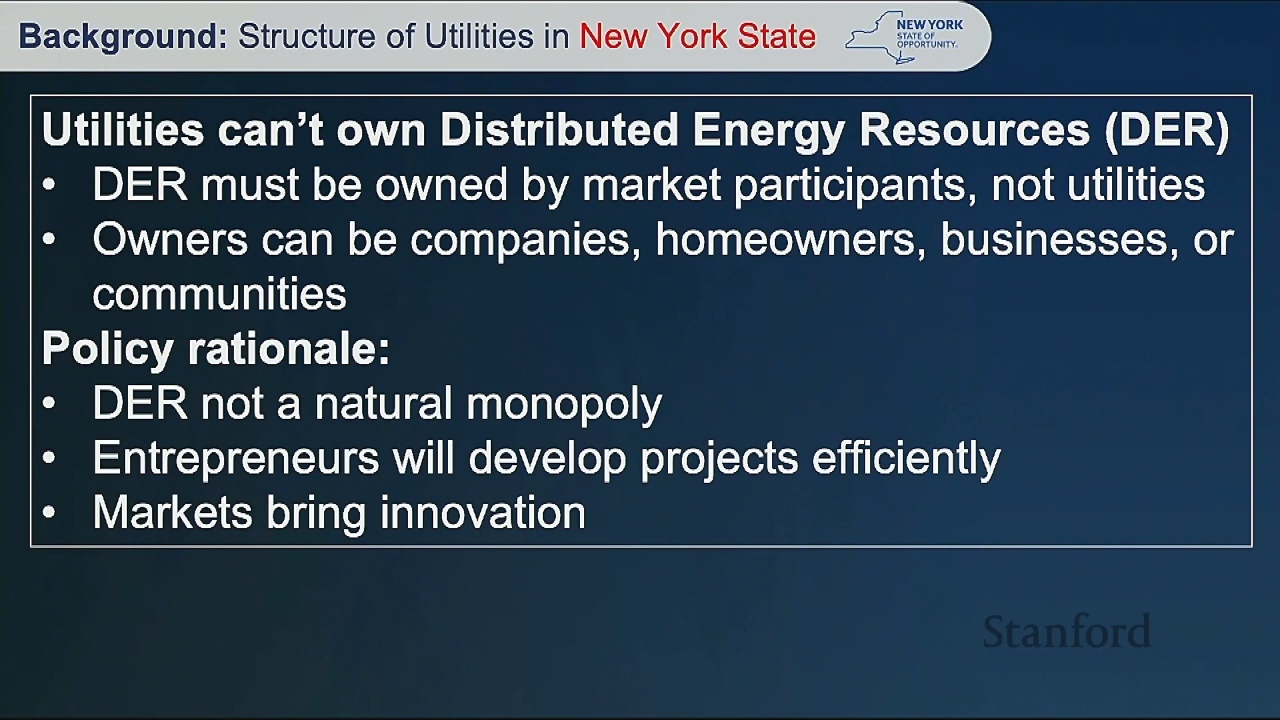 Background: Structure of Utilities in New York State
NEW YORK
STATE OF
OPPORTUNITY.
Utilities can’t own Distributed Energy Resources (DER)
• DER must be owned by market participants, not utilities
• Owners can be companies, homeowners, businesses, or
communities
Policy rationale:
• DER not a natural monopoly
• Entrepreneurs will develop projects efficiently
• Markets bring innovation
Stanford